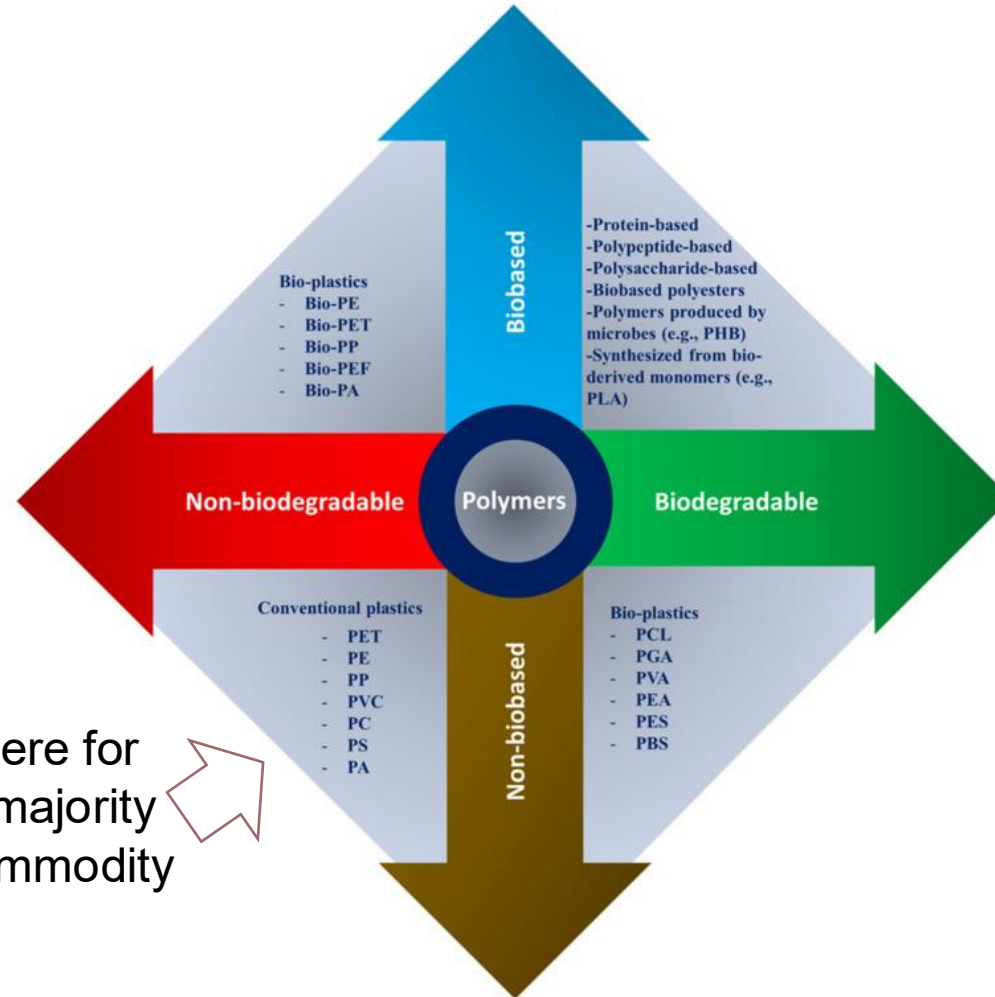 Biobased
Bio-plastics
- Bio-PE
- Bio-PET
- Bio-PP
- Bio-PEF
- Bio-PA
-Protein-based
-Polypeptide-based
-Polysaccharide-based
-Biobased polyesters
-Polymers produced by
microbes (e.g., PHB)
-Synthesized from bio-
derived monomers (e.g.,
PLA)
Non-biodegradable
Polymers
Biodegradable
Conventional plastics
- PET
- PE
- PP
- PVC
- PC
- PS
- PA
Bio-plastics
- PCL
- PGA
- PVA
- PEA
- PES
- PBS
Non-biobased
for
majority